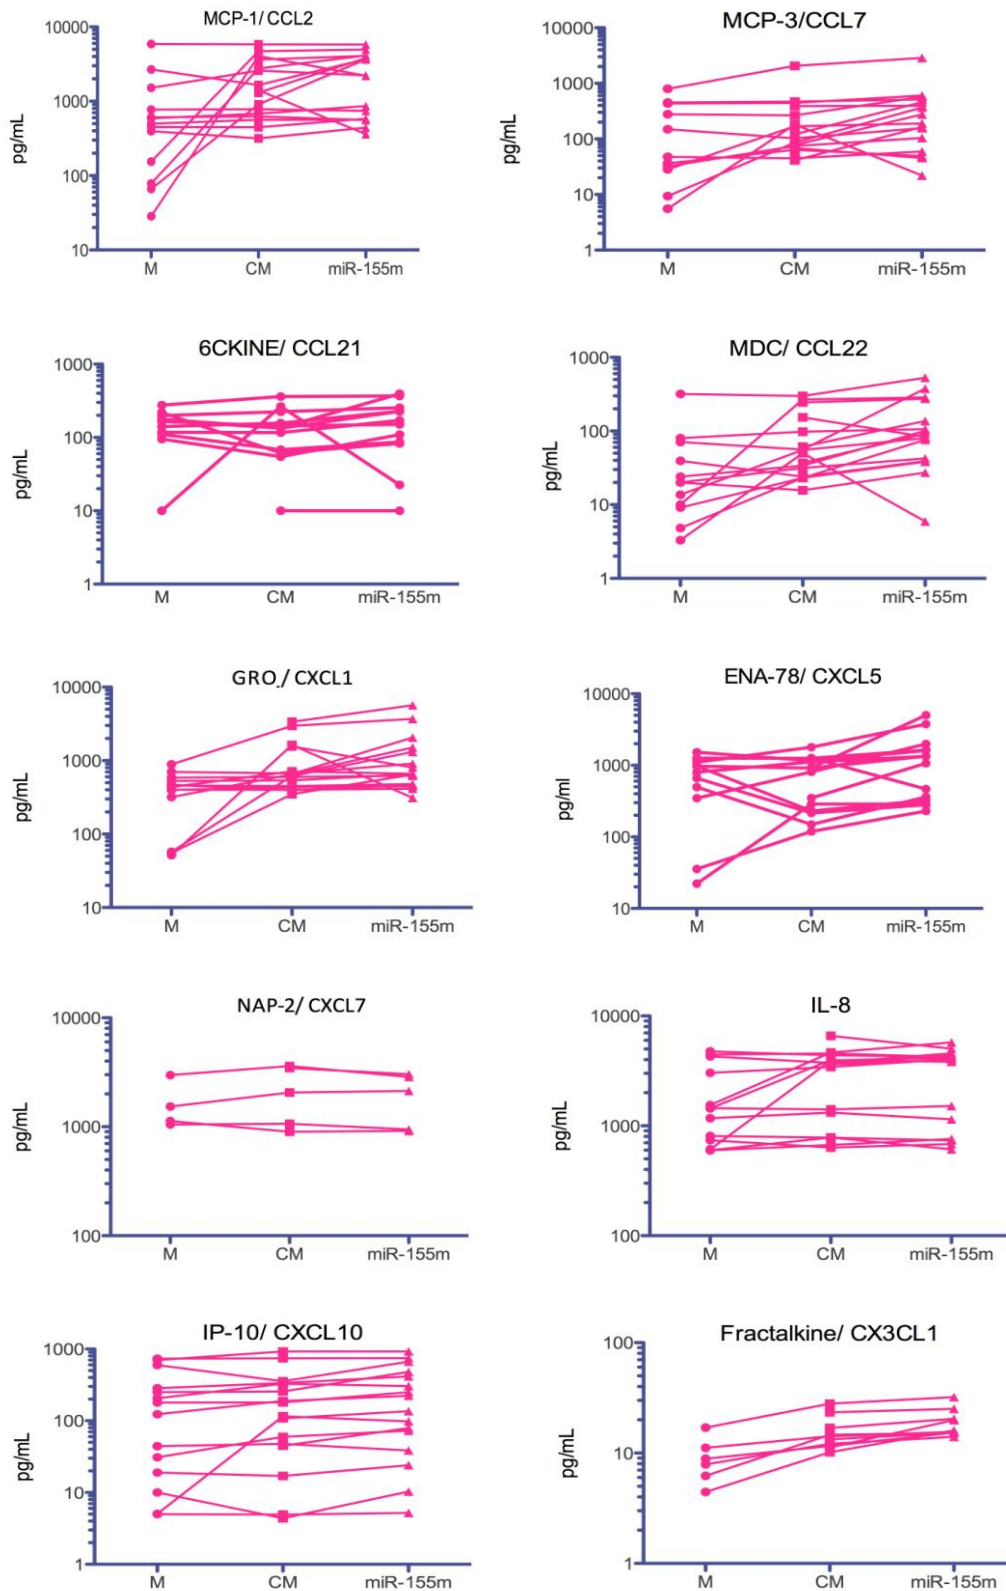 MCP-1/ CCL2
10000
1000
100
10
pg/mL
M CM miR-155m
MCP-3/CCL7
10000
1000
100
10
1
pg/mL
M CM miR-155m
6CKINE/ CCL21
1000
100
10
1
pg/mL
M CM miR-155m
MDC/ CCL22
1000
100
10
1
pg/mL
M CM miR-155m
GRO / CXCL1
10000
1000
100
10
pg/mL
M CM miR-155m
ENA-78/ CXCL5
10000
1000
100
10
pg/ml
M CM miR-155m
NAP-2/ CXCL7
10000
1000
100
pg/mL
M CM miR-155m
IL-8
10000
1000
100
pg/mL
M CM miR-155m
IP-10/ CXCL10
1000
100
10
1
pg/mL
M CM miR-155m
Fractalkine/ CX3CL1
100
10
1
pg/mL
M CM miR-155m